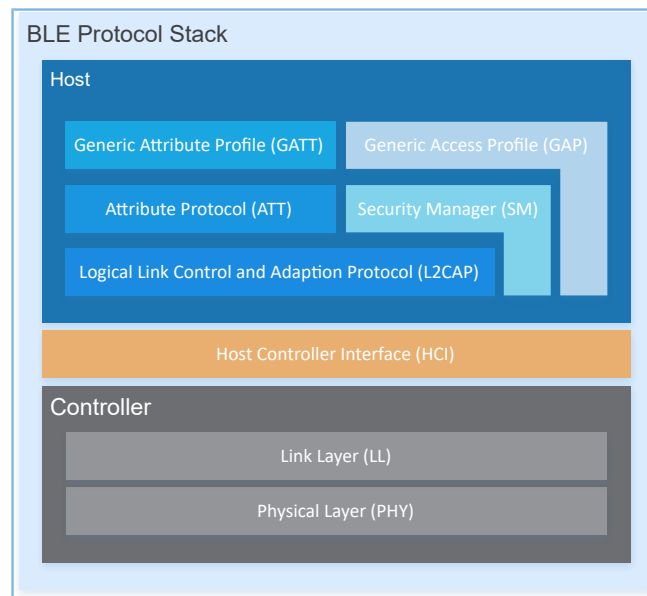 BLE Protocol Stack
Host
Generic Attribute Profile (GATT)
Generic Access Profile (GAP)
Attribute Protocol (ATT)
Security Manager (SM)
Logical Link Control and Adaption Protocol (L2CAP)
Host Controller Interface (HCI)
Controller
Link Layer (LL)
Physical Layer (PHY)